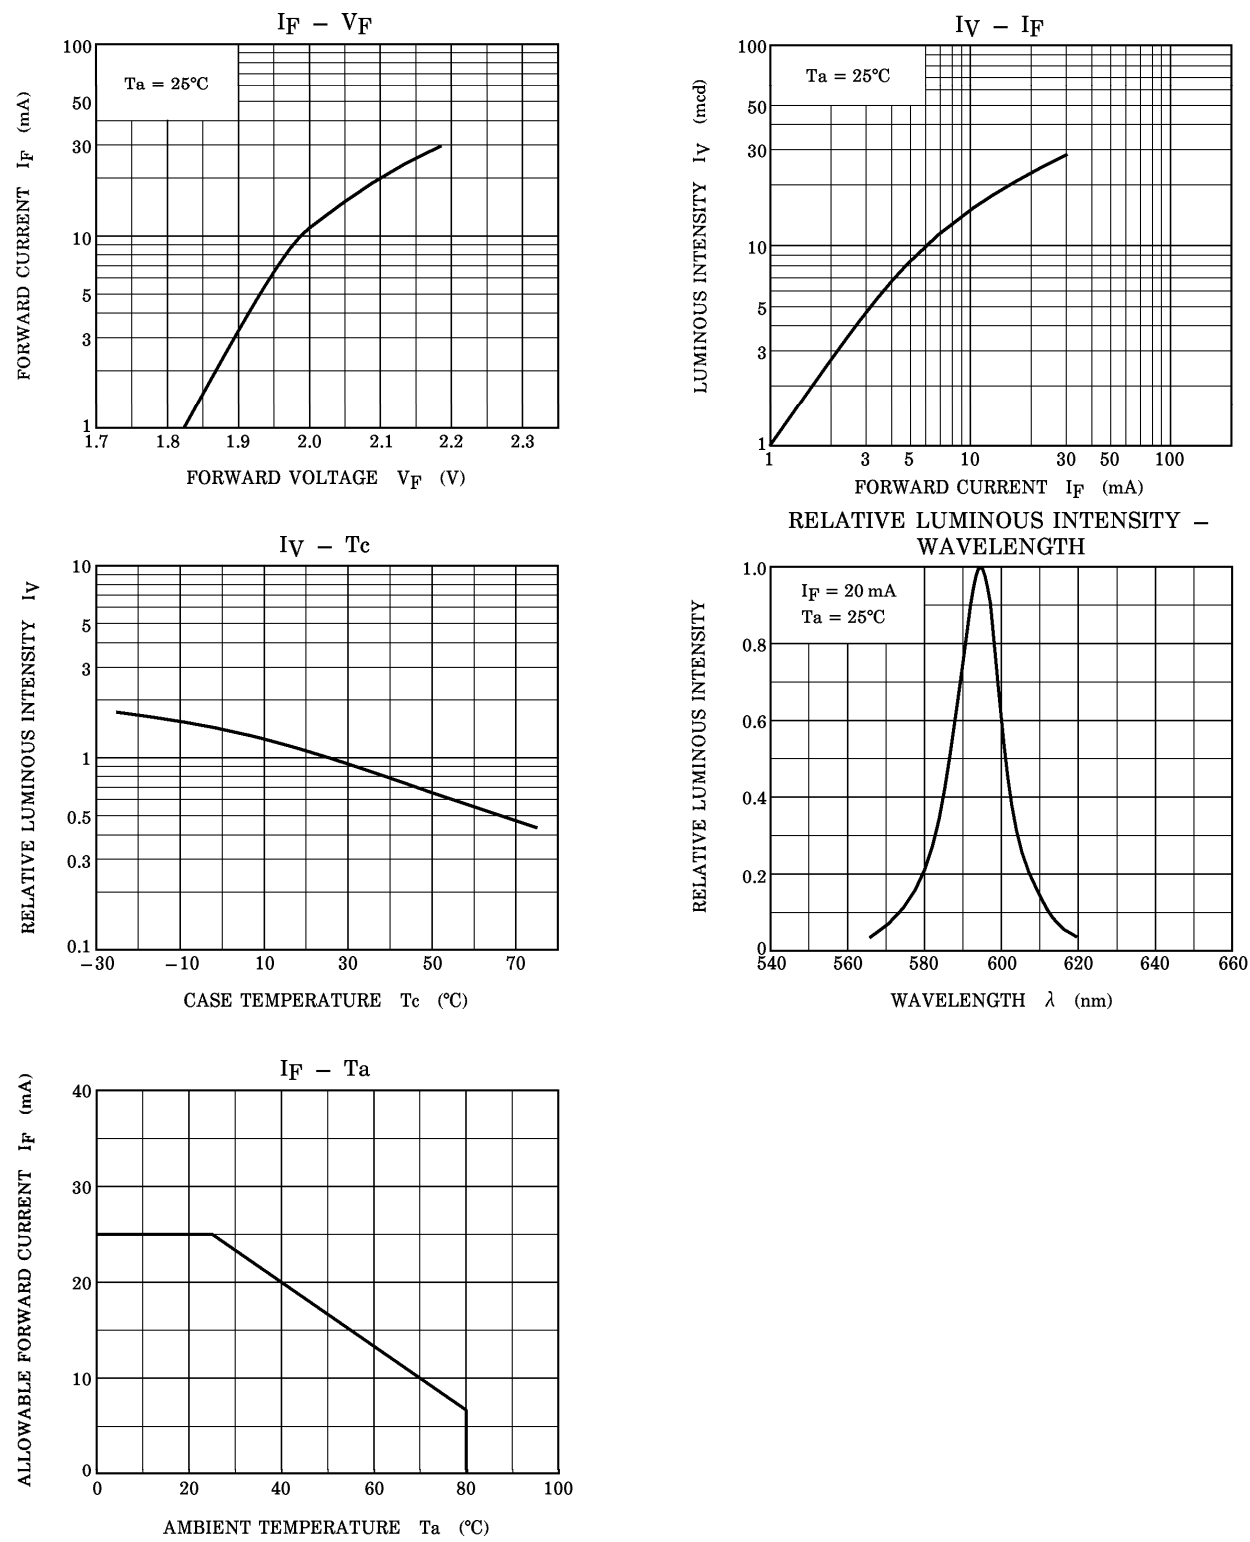 IF – VF
Ta = 25℃
100
50
30
10
5
3
1
1.7 1.8 1.9 2.0 2.1 2.2 2.3
FORWARD CURRENT IF (mA)
FORWARD VOLTAGE VF (V)
IV – IF
Ta = 25℃
100
50
30
10
5
3
1
1 3 5 10 30 50 100
LUMINOUS INTENSITY IV (mcd)
FORWARD CURRENT IF (mA)
IV – Tc
10
5
3
1
0.5
0.3
0.1
−30 −10 10 30 50 70
RELATIVE LUMINOUS INTENSITY IV
CASE TEMPERATURE Tc (℃)
RELATIVE LUMINOUS INTENSITY –
WAVELENGTH
IF = 20 mA
Ta = 25℃
1.0
0.8
0.6
0.4
0.2
0
540 560 580 600 620 640 660
RELATIVE LUMINOUS INTENSITY
WAVELENGTH λ (nm)
IF – Ta
40
30
20
10
0
0 20 40 60 80 100
ALLOWABLE FORWARD CURRENT IF (mA)
AMBIENT TEMPERATURE Ta (℃)